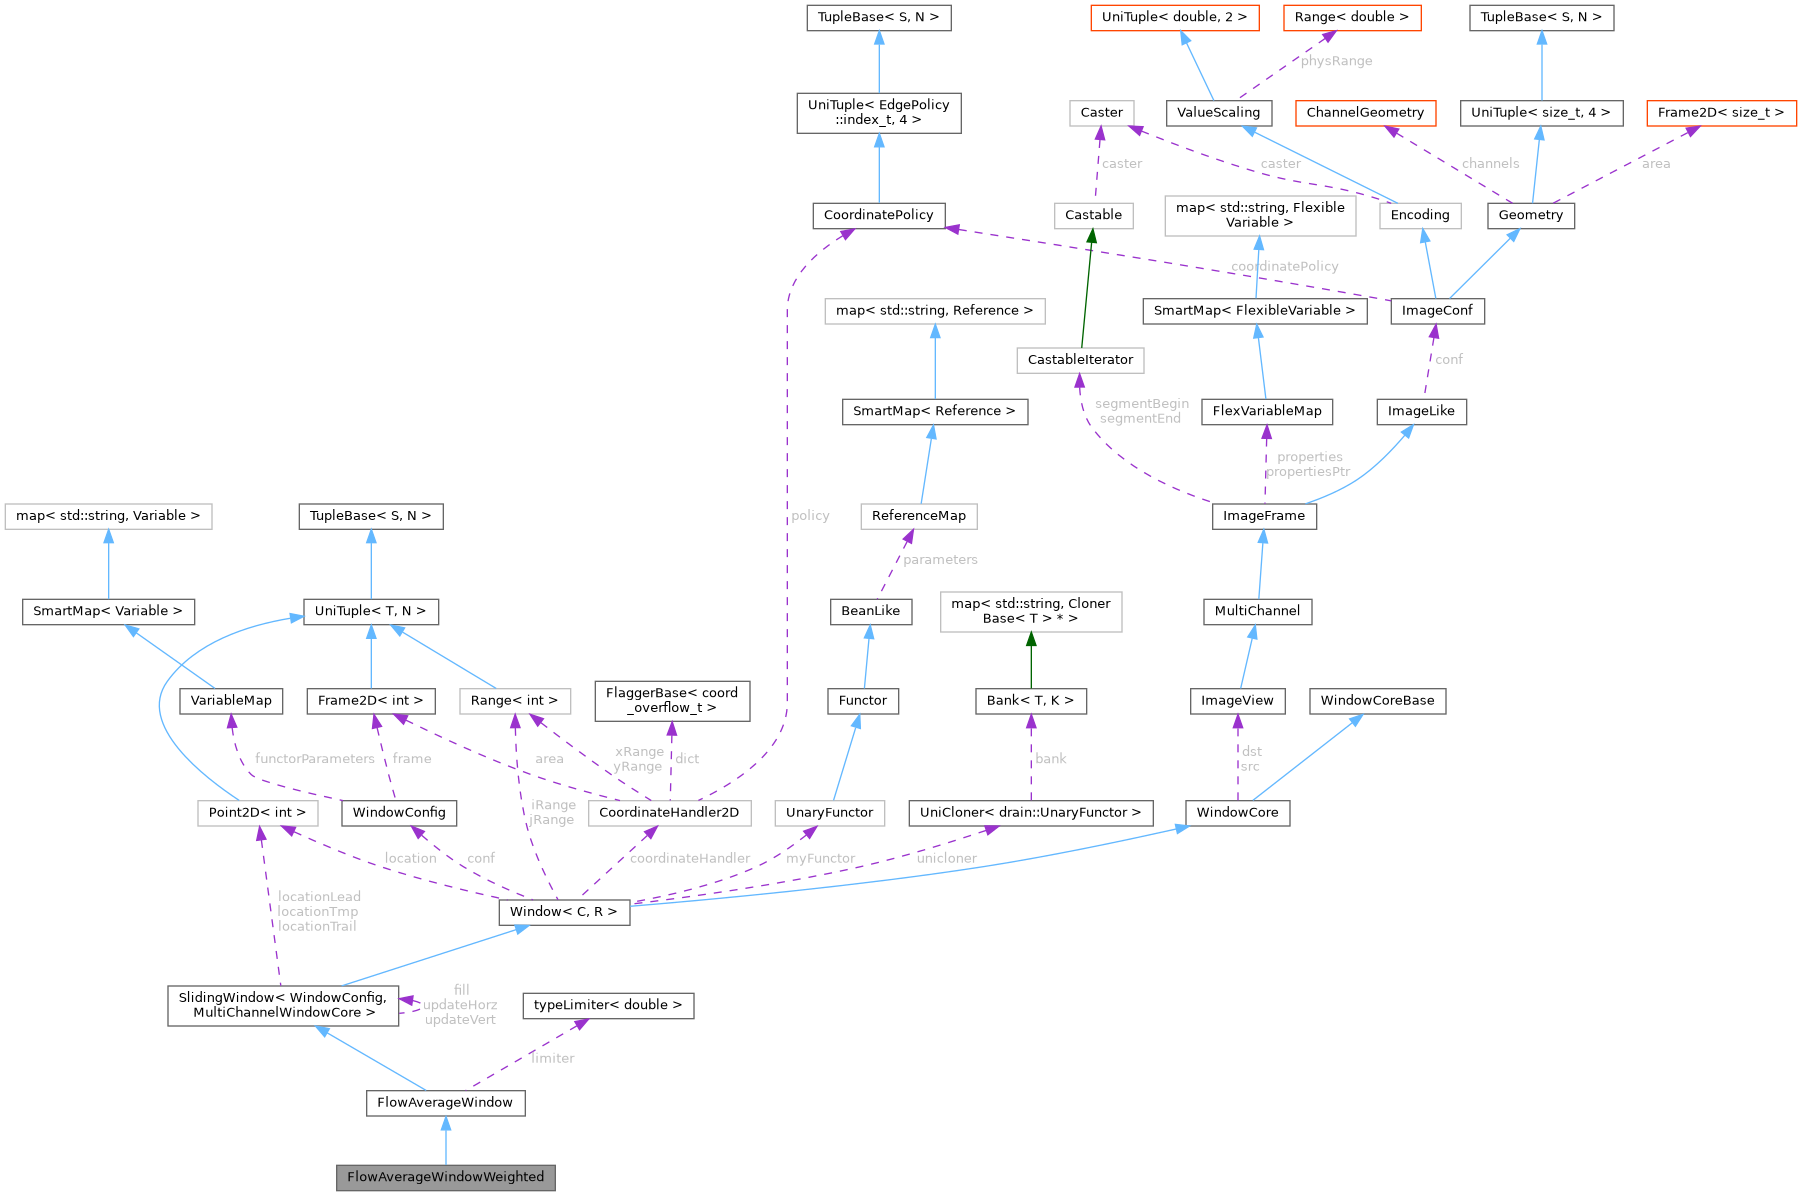 TupleBase< S, N >
UniTuple< double, 2 >
Range< double >
TupleBase< S, N >
physRange
UniTuple< EdgePolicy
::index_t, 4 >
Caster
ValueScaling
ChannelGeometry
UniTuple< size_t, 4 >
Frame2D< size_t >
caster
caster
channels
area
CoordinatePolicy
Castable
map< std::string, Flexible
Variable >
Encoding
Geometry
coordinatePolicy
map< std::string, Reference >
SmartMap< FlexibleVariable >
ImageConf
CastableIterator
conf
segmentBegin
segmentEnd
SmartMap< Reference >
FlexVariableMap
ImageLike
properties
propertiesPtr
map< std::string, Variable >
TupleBase< S, N >
policy
ReferenceMap
ImageFrame
parameters
SmartMap< Variable >
UniTuple< T, N >
BeanLike
map< std::string, Cloner
Base< T > * >
MultiChannel
VariableMap
Frame2D< int >
Range< int >
FlaggerBase< coord
_overflow_t >
Functor
Bank< T, K >
ImageView
WindowCoreBase
functorParameters
frame
area
xRange
yRange
dict
bank
dst
src
Point2D< int >
WindowConfig
iRange
jRange
CoordinateHandler2D
UnaryFunctor
UniCloner< drain::UnaryFunctor >
WindowCore
location
conf
coordinateHandler
myFunctor
unicloner
locationLead
locationTmp
locationTrail
Window< C, R >
SlidingWindow< WindowConfig,
MultiChannelWindowCore >
fill
updateHorz
updateVert
typeLimiter< double >
limiter
FlowAverageWindow
FlowAverageWindowWeighted